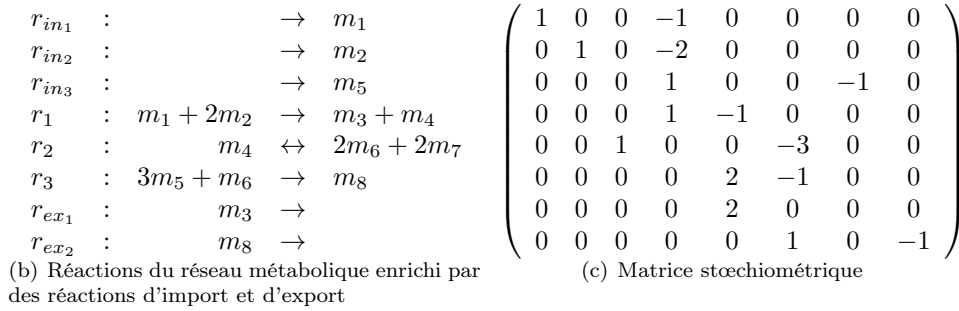 r_{in_1} : → m_1
r_{in_2} : → m_2
r_{in_3} : → m_5
r_1 : m_1 + 2m_2 → m_3 + m_4
r_2 : m_4 ↔ 2m_6 + 2m_7
r_3 : 3m_5 + m_6 → m_8
r_{ex_1} : m_3 →
r_{ex_2} : m_8 →
(b) Réactions du réseau métabolique enrichi par
des réactions d'import et d'export
1 0 0 −1 0 0 0 0
0 1 0 −2 0 0 0 0
0 0 0 1 0 0 −1 0
0 0 0 1 −1 0 0 0
0 0 1 0 0 −3 0 0
0 0 0 0 2 −1 0 0
0 0 0 0 2 0 0 0
0 0 0 0 0 1 0 −1
(c) Matrice stœchiométrique